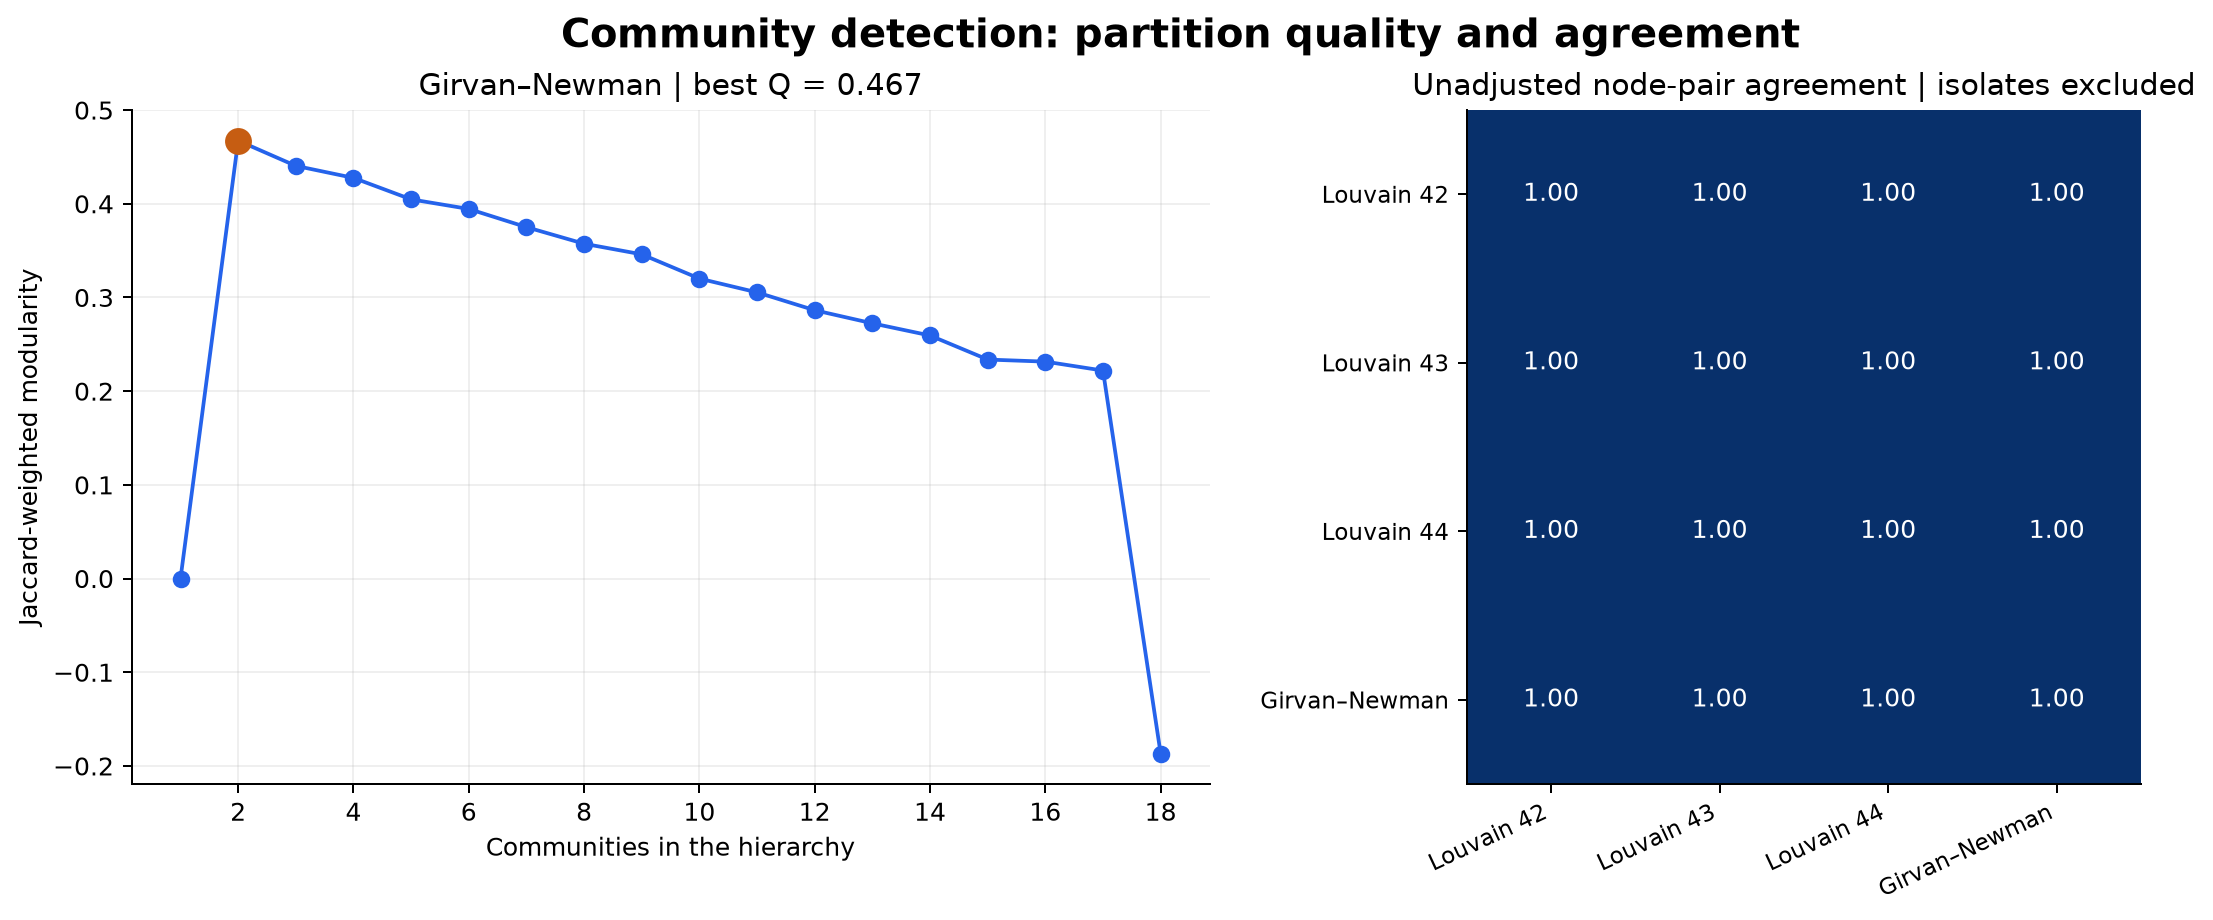 Community detection: partition quality and agreement
Girvan–Newman | best Q = 0.467
Jaccard-weighted modularity
0.5
0.4
0.3
0.2
0.1
0.0
−0.1
−0.2
2 4 6 8 10 12 14 16 18
Communities in the hierarchy
Unadjusted node-pair agreement | isolates excluded
Louvain 42 1.00 1.00 1.00 1.00
Louvain 43 1.00 1.00 1.00 1.00
Louvain 44 1.00 1.00 1.00 1.00
Girvan–Newman 1.00 1.00 1.00 1.00
Louvain 42 Louvain 43 Louvain 44 Girvan–Newman